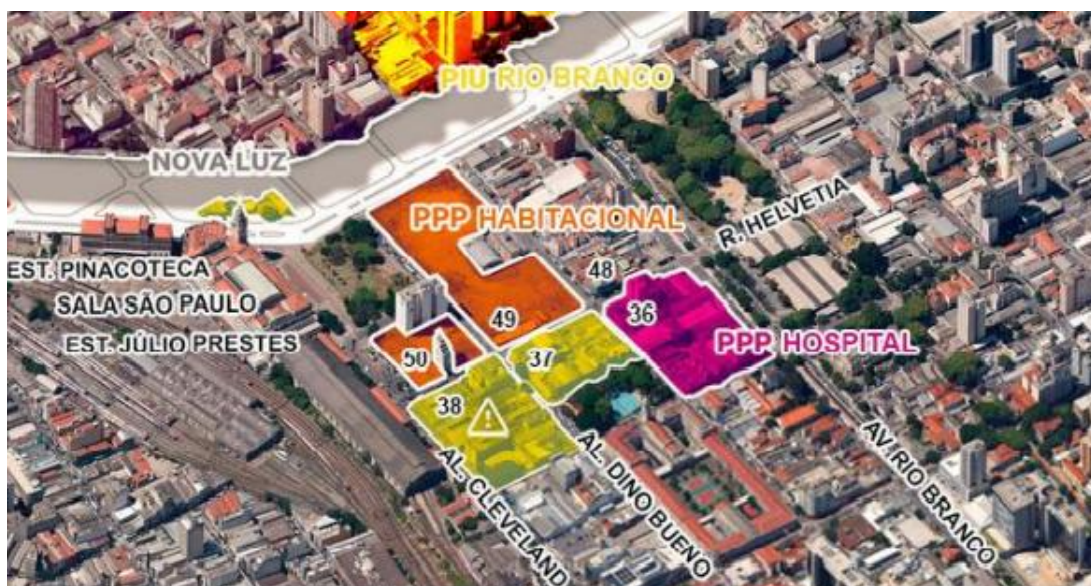 PIU RIO BRANCO
NOVA LUZ
PPP HABITACIONAL
R. HELVETIA
EST. PINACOTECA
48
SALA SÃO PAULO
36
49
EST. JÚLIO PRESTES
PPP HOSPITAL
50
37
38
!
AL. CLEVELAND
AL. DINO BUENO
AV. RIO BRANCO